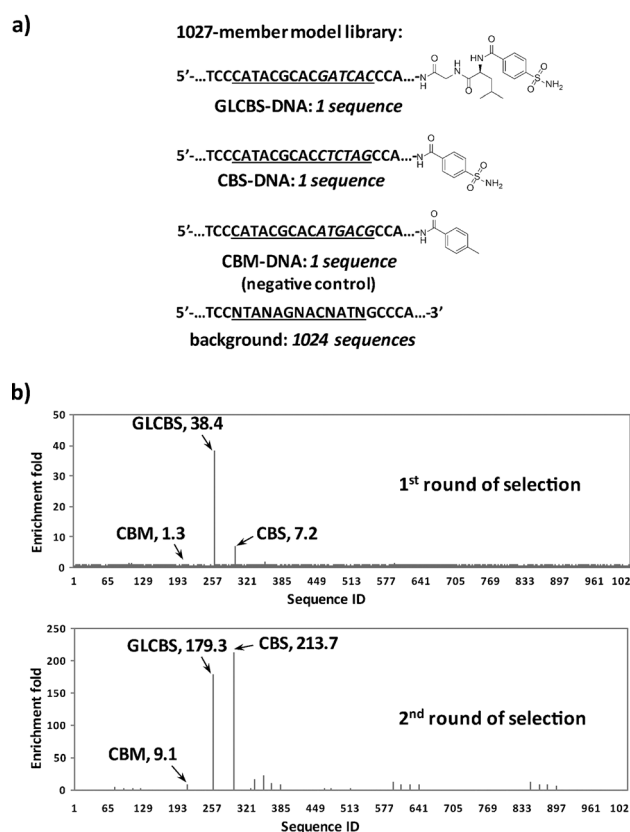 a)
1027-member model library:
5’-…TCCCATACGCACGATCACCCA…-
GLCBS-DNA: 1 sequence
5’-…TCCCATACGCACCTCTAGCCA…-
CBS-DNA: 1 sequence
5’-…TCCCATACGCACATGACGCCA…-
CBM-DNA: 1 sequence
(negative control)
5’-…TCCNTANAGNACNATNGCCCA…-3’
background: 1024 sequences
O
N
H
H
N
O
O
H
N
O
S
O
NH2
O
N
H
O
S
O
NH2
O
N
H
b)
Enrichment fold
50
40
30
20
10
0
GLCBS, 38.4
CBM, 1.3
CBS, 7.2
1st round of selection
1 65 129 193 257 321 385 449 513 577 641 705 769 833 897 961 102
Sequence ID
Enrichment fold
250
200
150
100
50
0
GLCBS, 179.3
CBS, 213.7
CBM, 9.1
2nd round of selection
1 65 129 193 257 321 385 449 513 577 641 705 769 833 897 961 102
Sequence ID